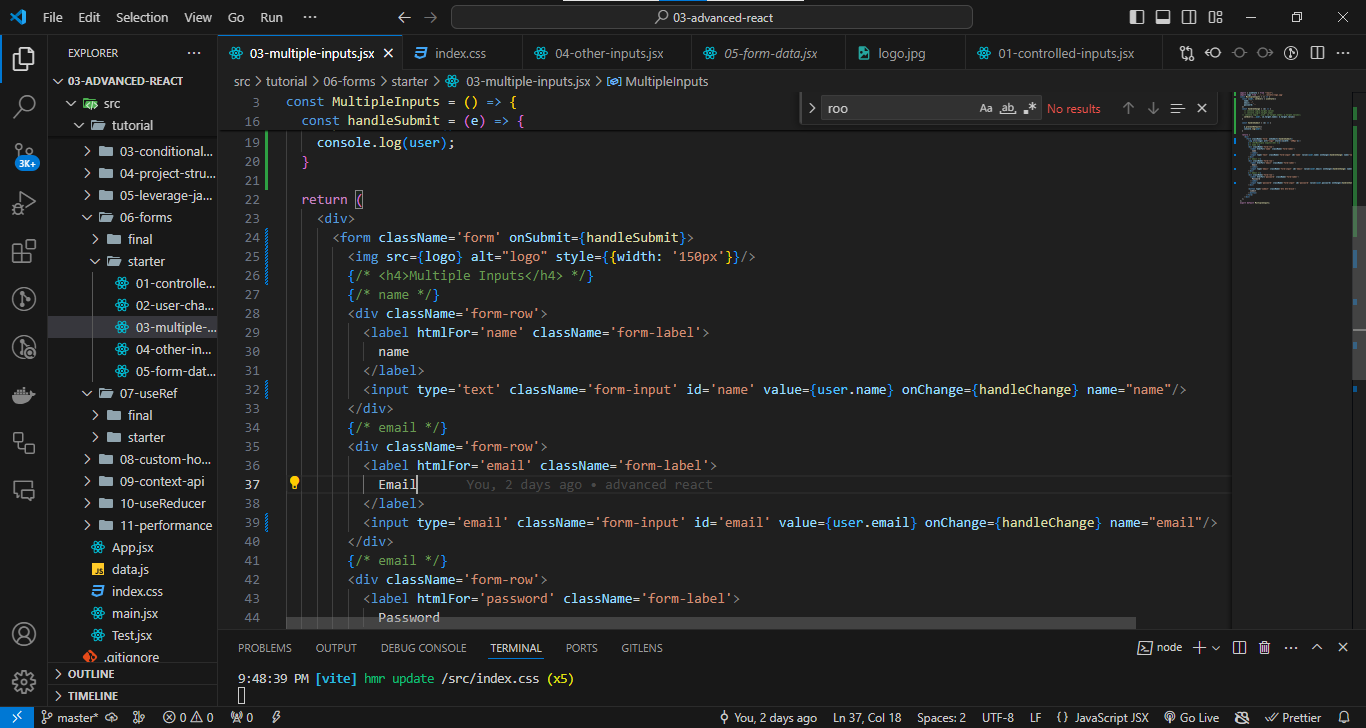 File Edit Selection View Go Run ··· 03-advanced-react
EXPLORER ···
03-ADVANCED-REACT
src
tutorial
03-conditional...
04-project-stru...
05-leverage-ja...
06-forms
final
starter
01-controlle...
02-user-cha...
03-multiple-...
04-other-in...
05-form-dat...
07-useRef
final
starter
08-custom-ho...
09-context-api
10-useReducer
11-performance
App.jsx
data.js
index.css
main.jsx
Test.jsx
.gitignore
OUTLINE
TIMELINE
3K+
03-multiple-inputs.jsx index.css 04-other-inputs.jsx 05-form-data.jsx logo.jpg 01-controlled-inputs.jsx
src > tutorial > 06-forms > starter > 03-multiple-inputs.jsx > MultipleInputs
roo Aa ab .* No results
3 const MultipleInputs = () => {
16 const handleSubmit = (e) => {
19 console.log(user);
20 }
21
22 return (
23 <div>
24 <form className='form' onSubmit={handleSubmit}>
25 <img src={logo} alt="logo" style={{width: '150px'}}/>
26 {/* <h4>Multiple Inputs</h4> */}
27 {/* name */}
28 <div className='form-row'>
29 <label htmlFor='name' className='form-label'>
30 name
31 </label>
32 <input type='text' className='form-input' id='name' value={user.name} onChange={handleChange} name="name"/>
33 </div>
34 {/* email */}
35 <div className='form-row'>
36 <label htmlFor='email' className='form-label'>
37 Email You, 2 days ago • advanced react
38 </label>
39 <input type='email' className='form-input' id='email' value={user.email} onChange={handleChange} name="email"/>
40 </div>
41 {/* email */}
42 <div className='form-row'>
43 <label htmlFor='password' className='form-label'>
44 Password
PROBLEMS OUTPUT DEBUG CONSOLE TERMINAL PORTS GITLENS node
9:48:39 PM [vite] hmr update /src/index.css (x5)
master* 0 0 0 You, 2 days ago Ln 37, Col 18 Spaces: 2 UTF-8 LF {} JavaScript JSX Go Live Prettier